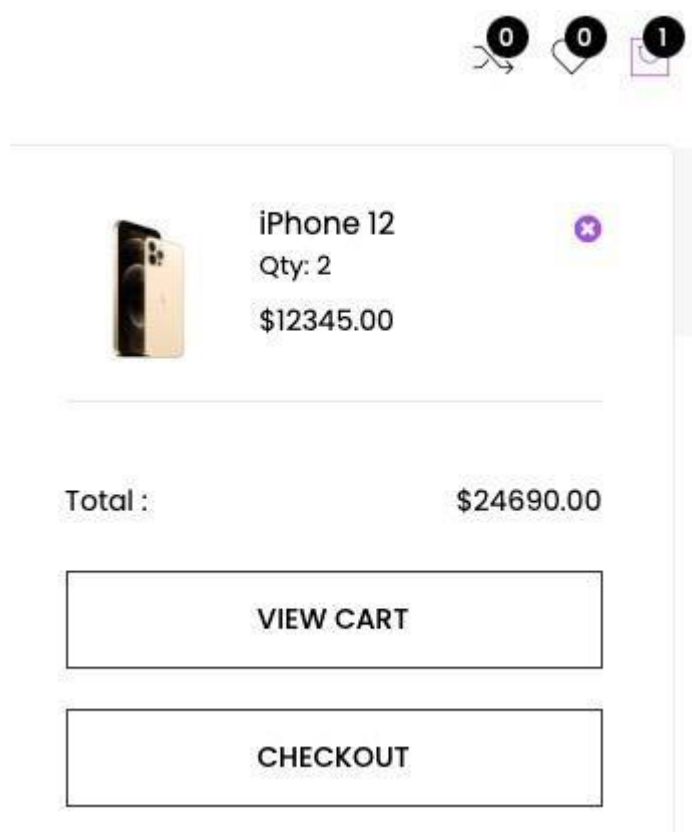 0 0 1
iPhone 12
Qty: 2
$12345.00
Total : $24690.00
VIEW CART
CHECKOUT